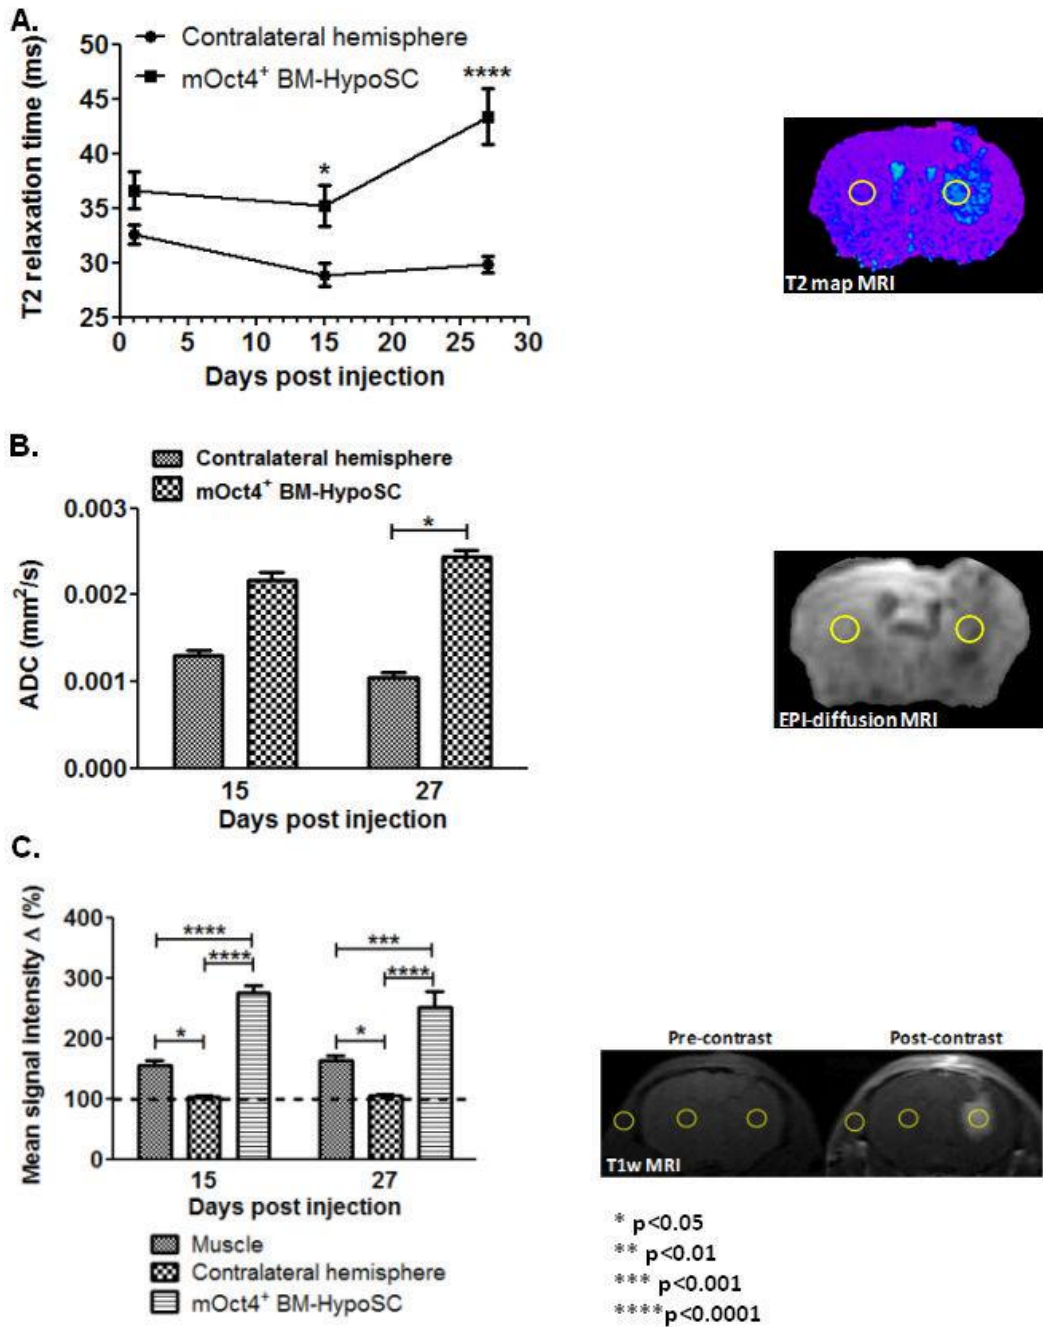 A.
T2 relaxation time (ms)
50
45
40
35
30
25
Contralateral hemisphere
mOct4⁺ BM-HypoSC
****
*
0 5 10 15 20 25 30
Days post injection
T2 map MRI
B.
Contralateral hemisphere
mOct4⁺ BM-HypoSC
ADC (mm²/s)
0.003
0.002
0.001
0.000
*
15 27
Days post injection
EPI-diffusion MRI
C.
Mean signal intensity Δ (%)
400
300
200
100
0
**** ***
**** ****
* *
15 27
Days post injection
Muscle
Contralateral hemisphere
mOct4⁺ BM-HypoSC
Pre-contrast Post-contrast
T1w MRI
* p<0.05
** p<0.01
*** p<0.001
****p<0.0001